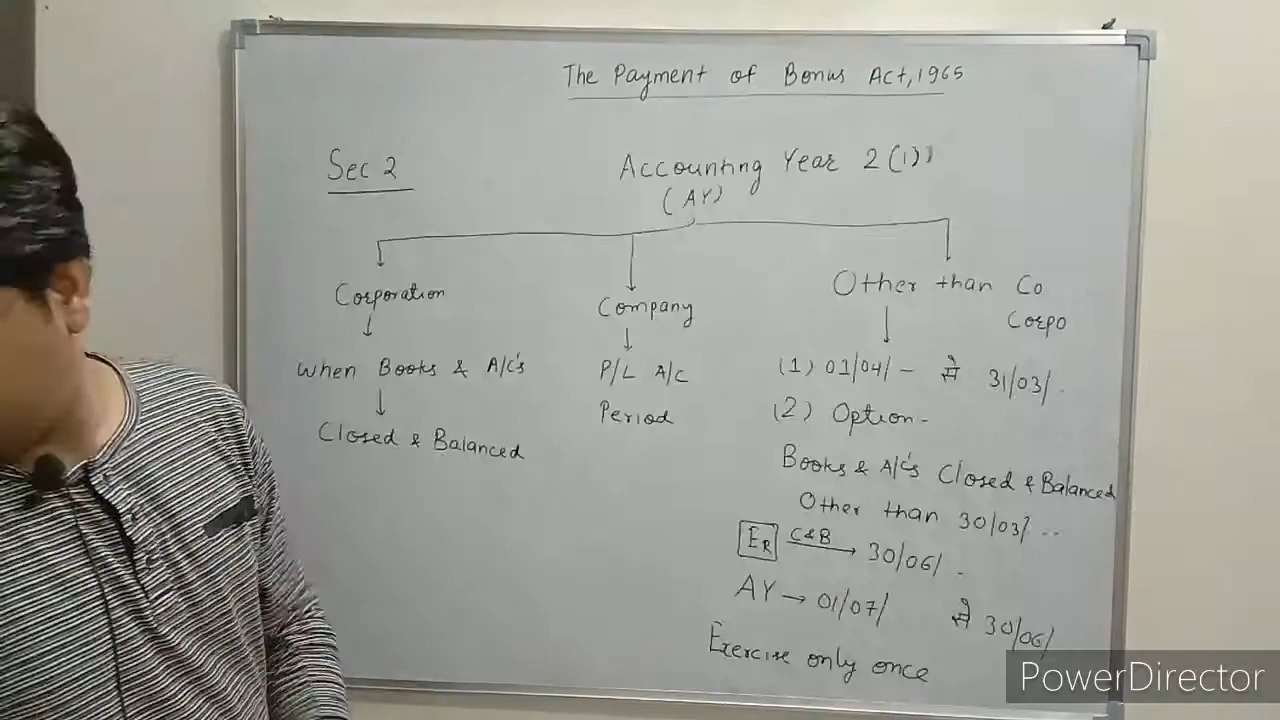 The Payment of Bonus Act, 1965
Sec 2
Accounting Year 2(1))
(AY)
Corporation
When Books & A/c's
Closed & Balanced
Company
P/L A/C
Period
Other than Co
Corpo
(1) 01/04/ - से 31/03/.
(2) Option -
Books & A/c's Closed & Balanced
Other than 30/03/ ..
ER C&B 30/06/ -
AY → 01/07/ से 30/06/
Exercise only once
PowerDirector